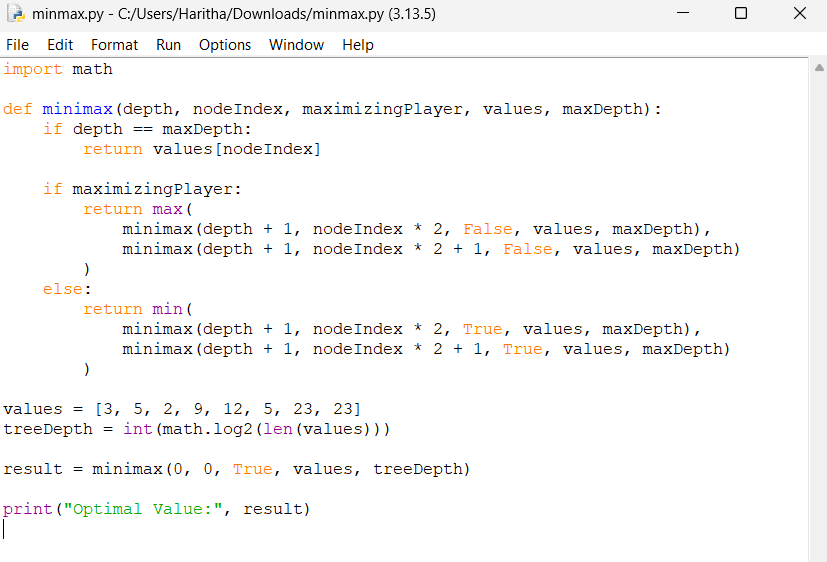 minmax.py - C:/Users/Haritha/Downloads/minmax.py (3.13.5)
File Edit Format Run Options Window Help
import math

def minimax(depth, nodeIndex, maximizingPlayer, values, maxDepth):
    if depth == maxDepth:
        return values[nodeIndex]

    if maximizingPlayer:
        return max(
            minimax(depth + 1, nodeIndex * 2, False, values, maxDepth),
            minimax(depth + 1, nodeIndex * 2 + 1, False, values, maxDepth)
        )
    else:
        return min(
            minimax(depth + 1, nodeIndex * 2, True, values, maxDepth),
            minimax(depth + 1, nodeIndex * 2 + 1, True, values, maxDepth)
        )

values = [3, 5, 2, 9, 12, 5, 23, 23]
treeDepth = int(math.log2(len(values)))

result = minimax(0, 0, True, values, treeDepth)

print("Optimal Value:", result)